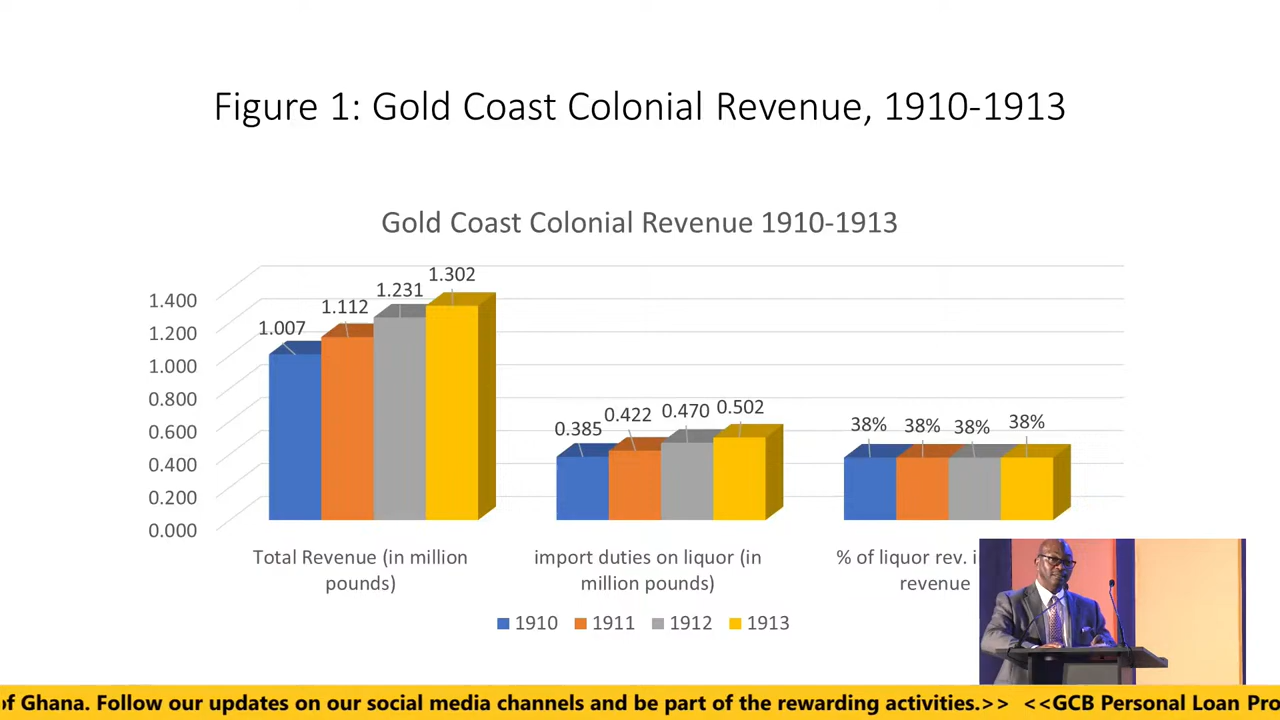 Figure 1: Gold Coast Colonial Revenue, 1910-1913
Gold Coast Colonial Revenue 1910-1913
1.400
1.200
1.000
0.800
0.600
0.400
0.200
0.000
1.007
1.112
1.231
1.302
0.385
0.422
0.470
0.502
38%
38%
38%
38%
Total Revenue (in million
pounds)
import duties on liquor (in
million pounds)
% of liquor rev. i
revenue
1910 1911 1912 1913
of Ghana. Follow our updates on our social media channels and be part of the rewarding activities.>> <<GCB Personal Loan Pro